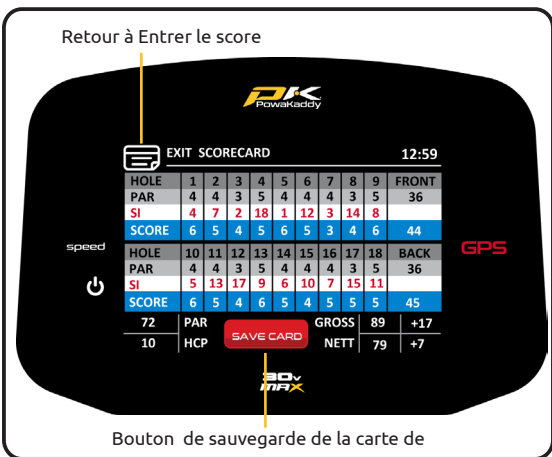 Retour à Entrer le score
PK
PowaKaddy
EXIT SCORECARD 12:59
HOLE 1 2 3 4 5 6 7 8 9 FRONT
PAR 4 4 3 5 4 4 4 3 5 36
SI 4 7 2 18 1 12 3 14 8
SCORE 6 5 4 5 6 5 3 4 6 44
speed GPS
HOLE 10 11 12 13 14 15 16 17 18 BACK
PAR 4 4 3 5 4 4 4 3 5 36
SI 5 13 17 9 6 10 7 15 11
SCORE 6 5 4 6 5 4 5 5 5 45
72 PAR SAVE CARD GROSS 89 +17
10 HCP NETT 79 +7
30v
MAX
Bouton de sauvegarde de la carte de